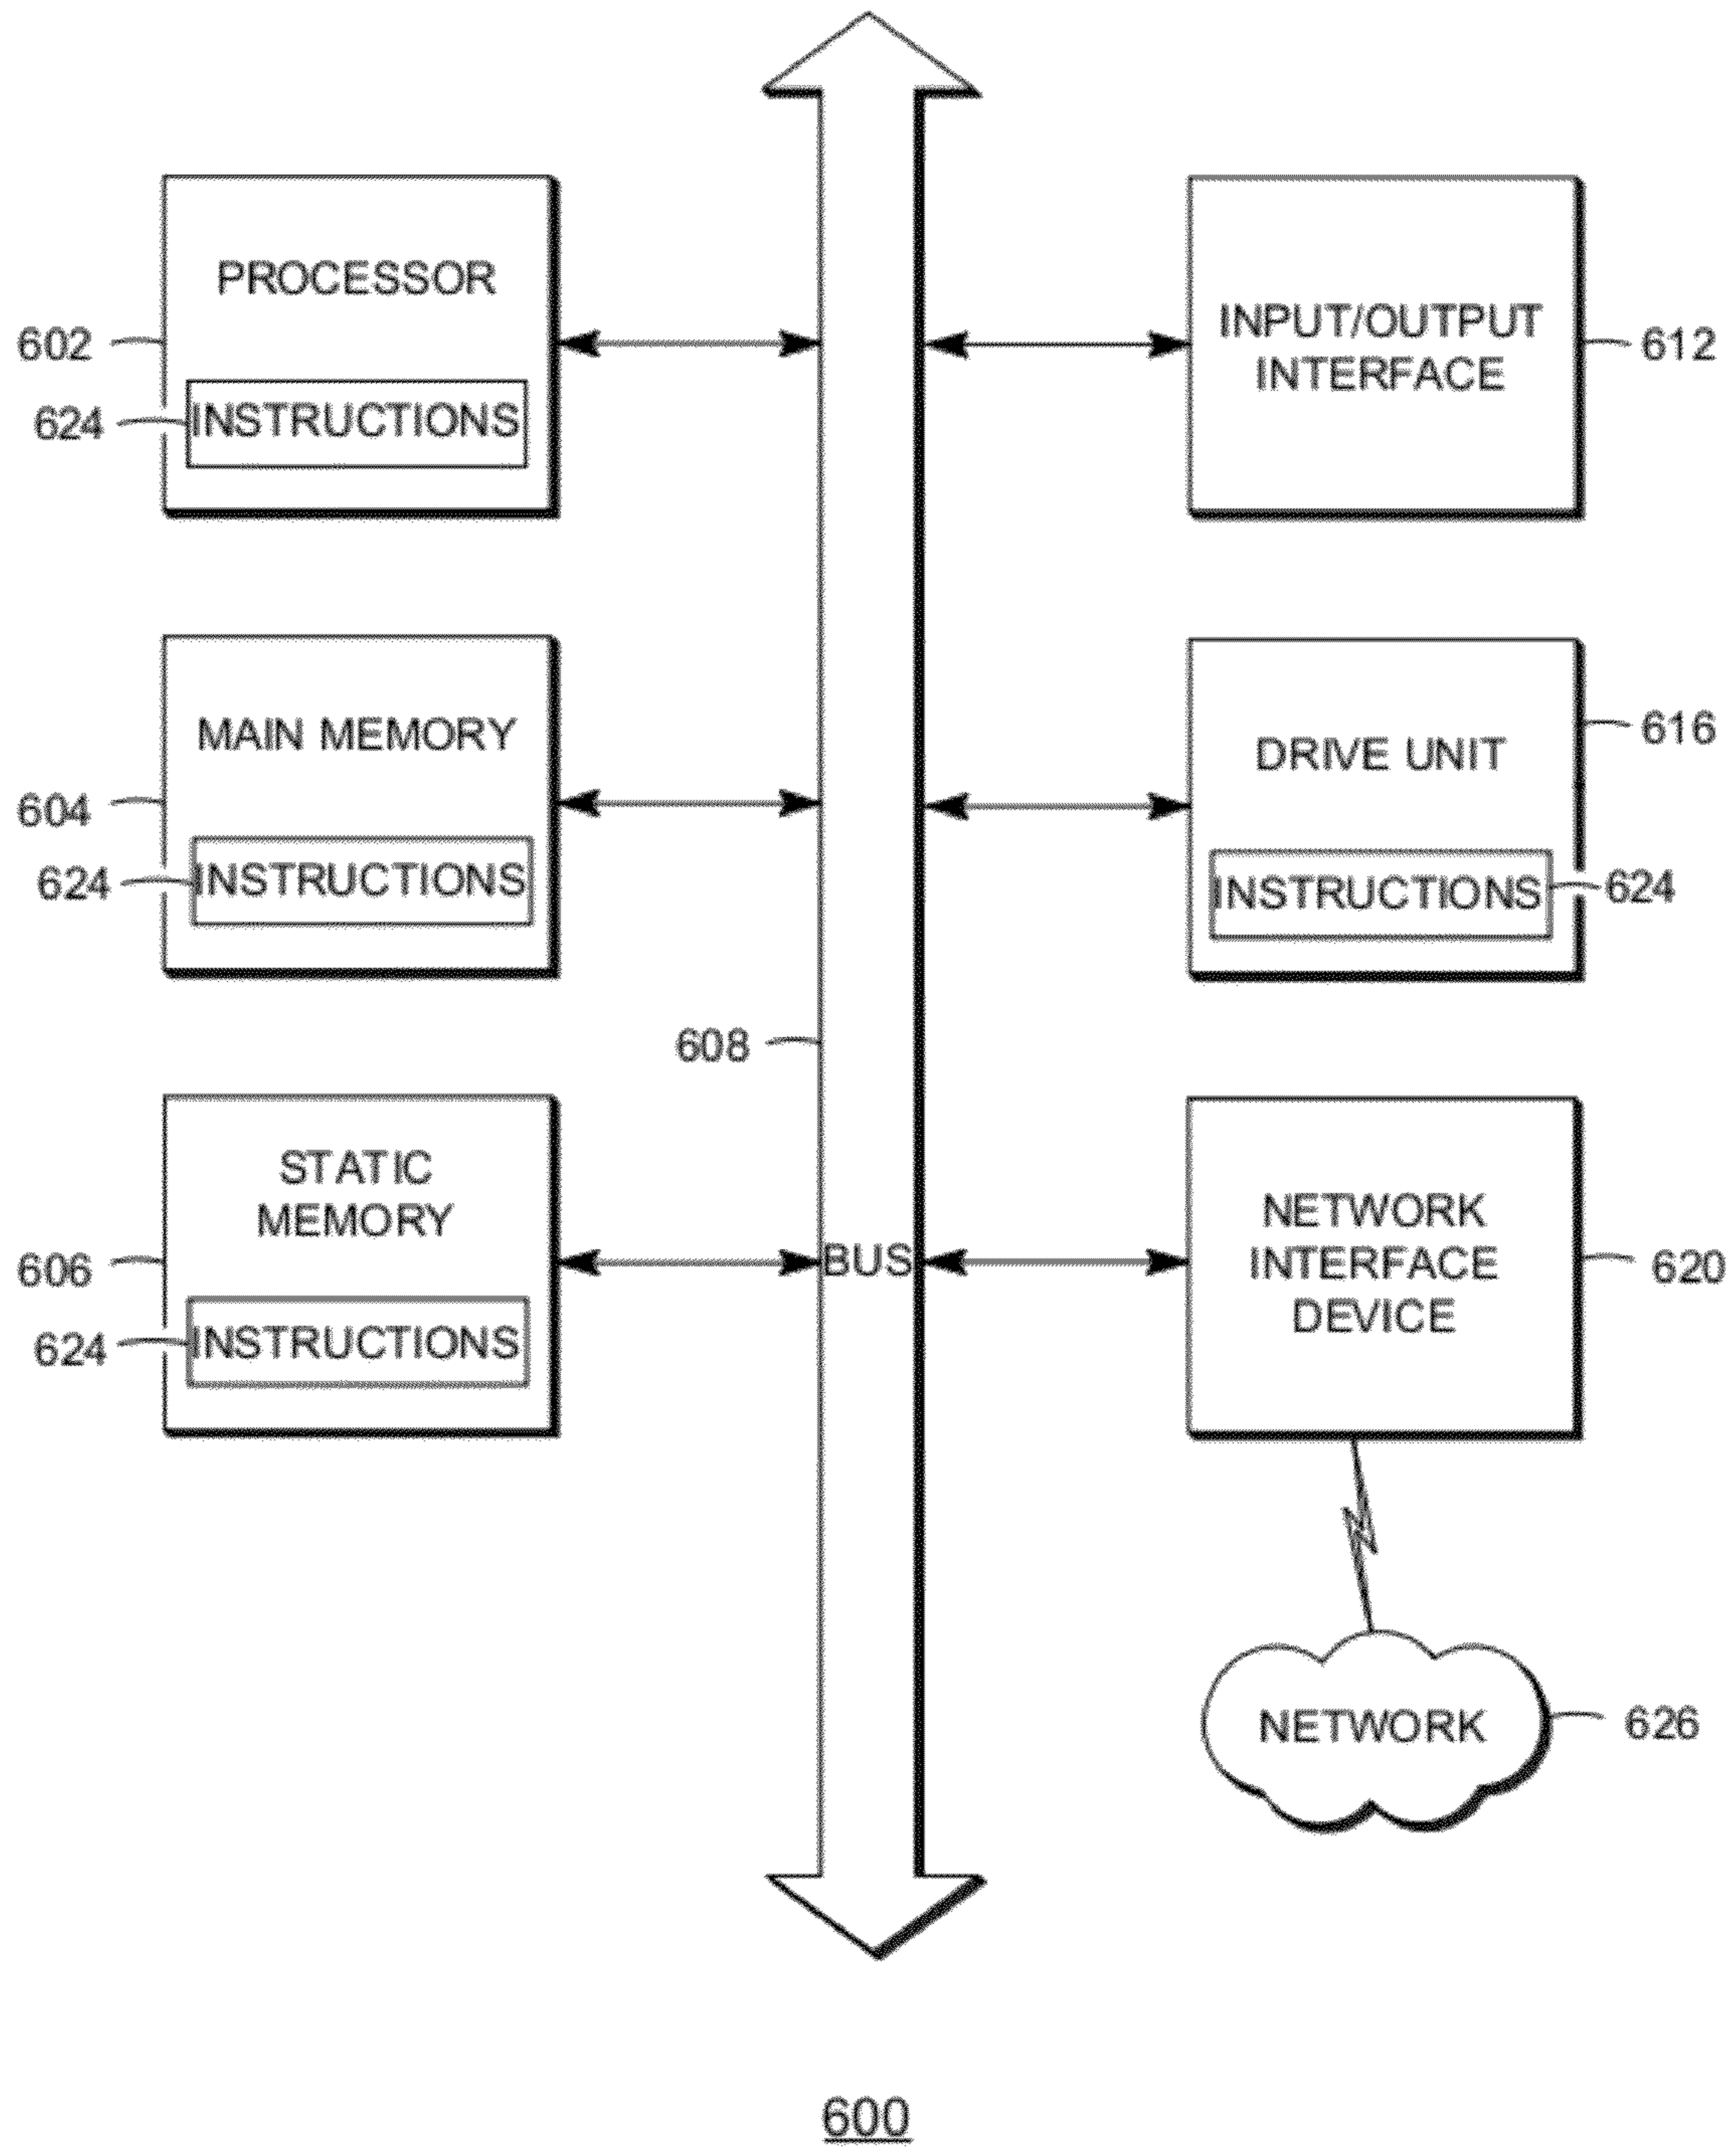 PROCESSOR
602
624
INSTRUCTIONS
INPUT/OUTPUT
INTERFACE
612
MAIN MEMORY
604
624
INSTRUCTIONS
DRIVE UNIT
616
INSTRUCTIONS
624
608
STATIC
MEMORY
606
624
INSTRUCTIONS
BUS
NETWORK
INTERFACE
DEVICE
620
NETWORK
626
600